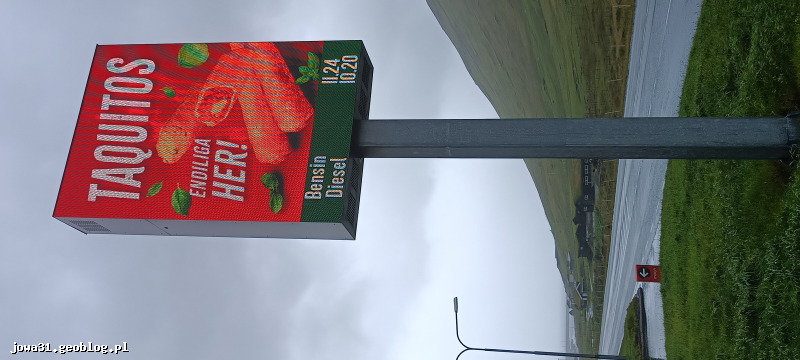 TAQUITOS
ENDILIGA
HER!
Bensin 11.24
Diesel 10.20
jowa31.geoblog.pl